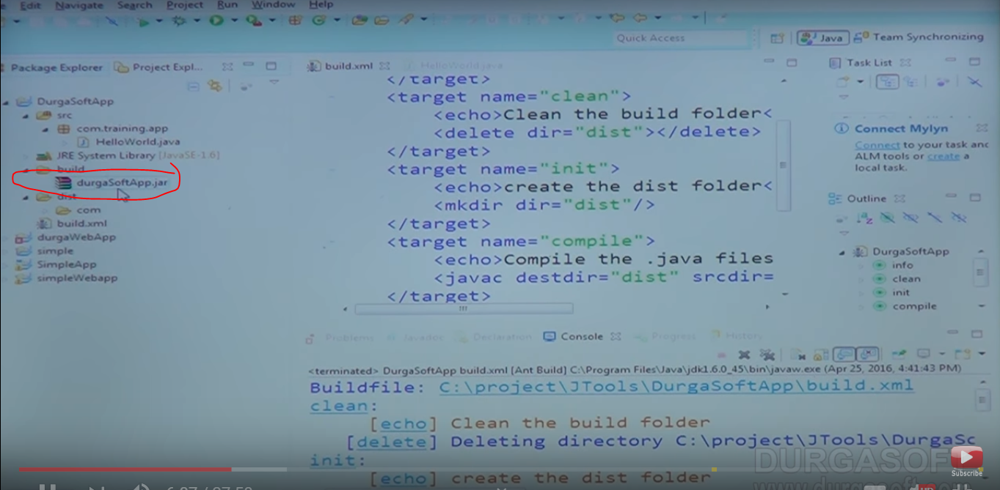 Edit Navigate Search Project Run Window Help
Quick Access
Java
Team Synchronizing
Package Explorer
Project Expl...
DurgaSoftApp
src
com.training.app
HelloWorld.java
JRE System Library [JavaSE-1.6]
build
durgaSoftApp.jar
dist
com
build.xml
durgaWebApp
simple
SimpleApp
simpleWebapp
build.xml
HelloWorld.java
</target>
<target name="clean">
<echo>Clean the build folder<
<delete dir="dist"></delete>
</target>
<target name="init">
<echo>create the dist folder<
<mkdir dir="dist"/>
</target>
<target name="compile">
<echo>Compile the .java files
<javac destdir="dist" srcdir=
</target>
Task List
Connect Mylyn
Connect to your task and
ALM tools or create a
local task.
Outline
DurgaSoftApp
info
clean
init
compile
Problems
Javadoc
Declaration
Console
Progress
History
<terminated> DurgaSoftApp build.xml [Ant Build] C:\Program Files\Java\jdk1.6.0_45\bin\javaw.exe (Apr 25, 2016, 4:41:43 PM)
Buildfile: C:\project\JTools\DurgaSoftApp\build.xml
clean:
[echo] Clean the build folder
[delete] Deleting directory C:\project\JTools\DurgaSc
init:
[echo] create the dist folder
DURGASOFT
Subscribe